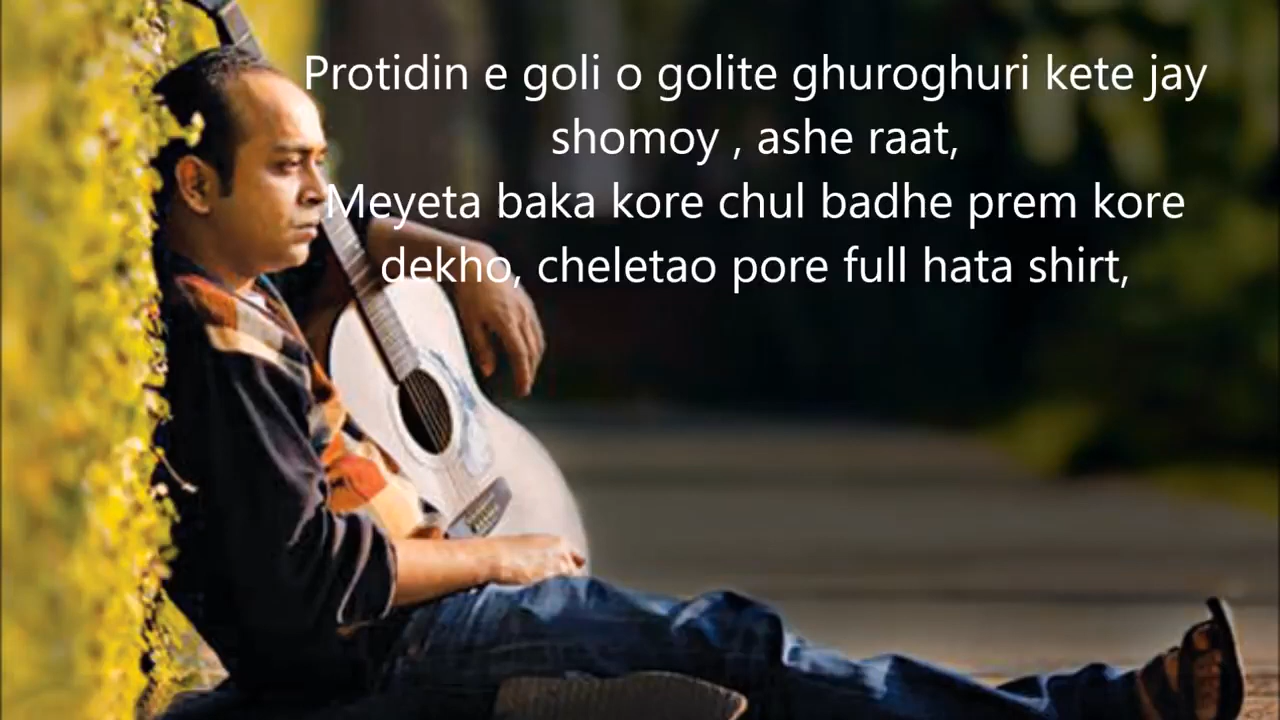 Protidin e goli o golite ghuroghuri kete jay
shomoy , ashe raat,
Meyeta baka kore chul badhe prem kore
dekho, cheletao pore full hata shirt,